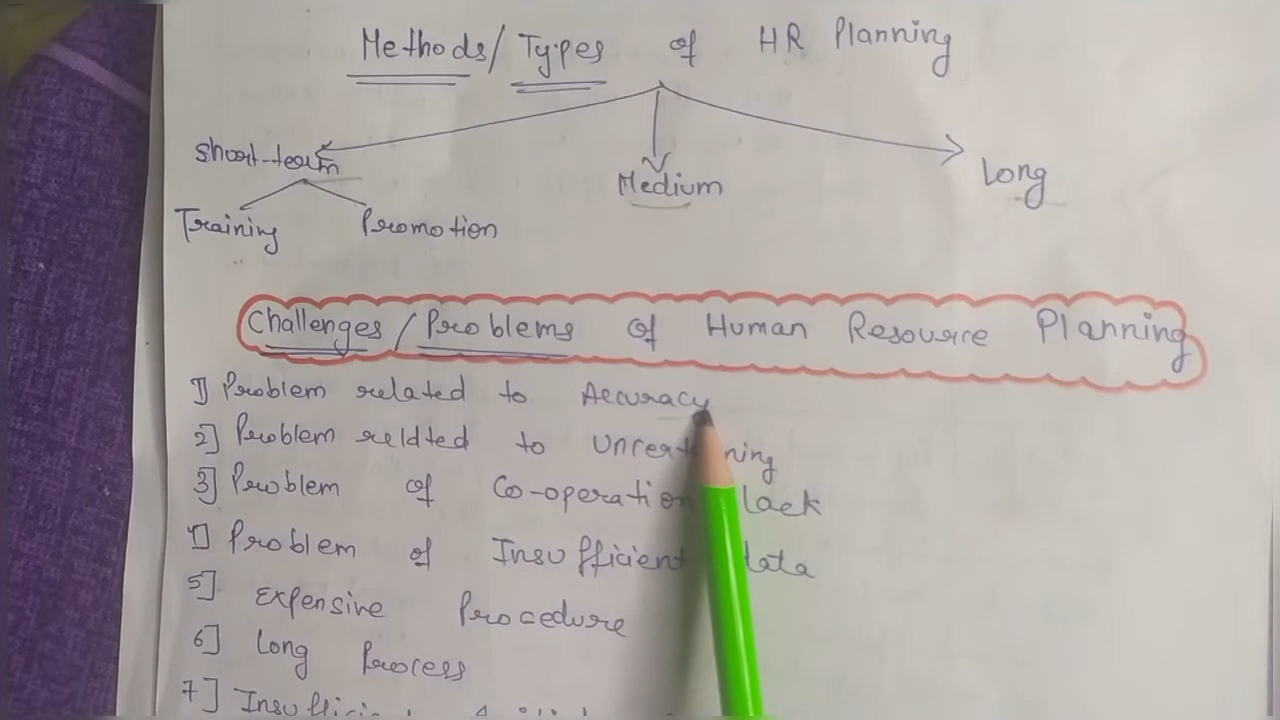 Methods/Types of HR Planning
Short-term
Medium
Long
Training
Promotion
Challenges/Problems of Human Resource Planning
1] Problem related to Accuracy
2] Problem reldted to
3] Problem of Co-operation lack
4] Problem of Insufficient data
5] Expensive Procedure
6] Long Process
7]